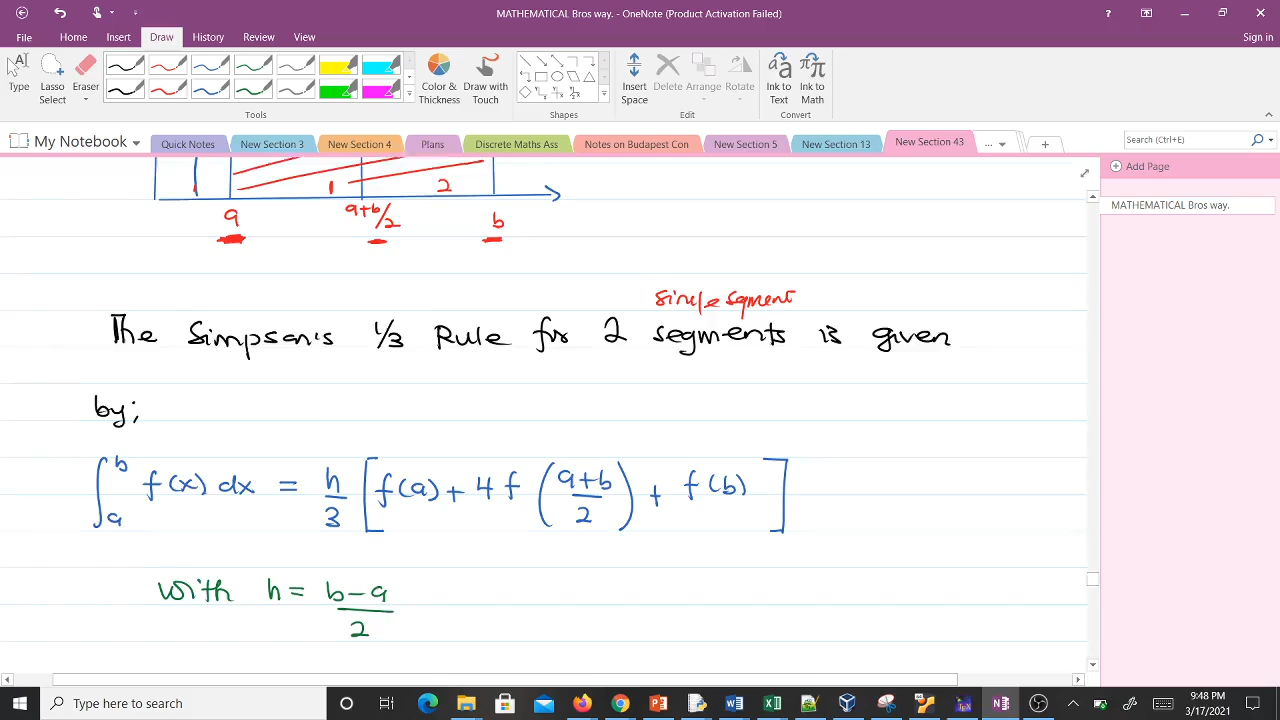 MATHEMATICAL Bros way. - OneNote (Product Activation Failed)
File Home Insert Draw History Review View Sign in
Type Lasso Select Eraser Color & Thickness Draw with Touch Insert Space Delete Arrange Rotate Ink to Text Ink to Math
Tools Shapes Edit Convert
My Notebook Quick Notes New Section 3 New Section 4 Plans Discrete Maths Ass Notes on Budapest Con New Section 5 New Section 13 New Section 43 ... Search (Ctrl+E)
Add Page
MATHEMATICAL Bros way.
1 2
a a+b/2 b
The Simpson's 1/3 Rule for 2 segments is given
by;
∫_a^b f(x) dx = h/3 [f(a) + 4 f ((a+b)/2) + f(b)]
with h = (b-a)/2
Type here to search
9:48 PM
3/17/2021